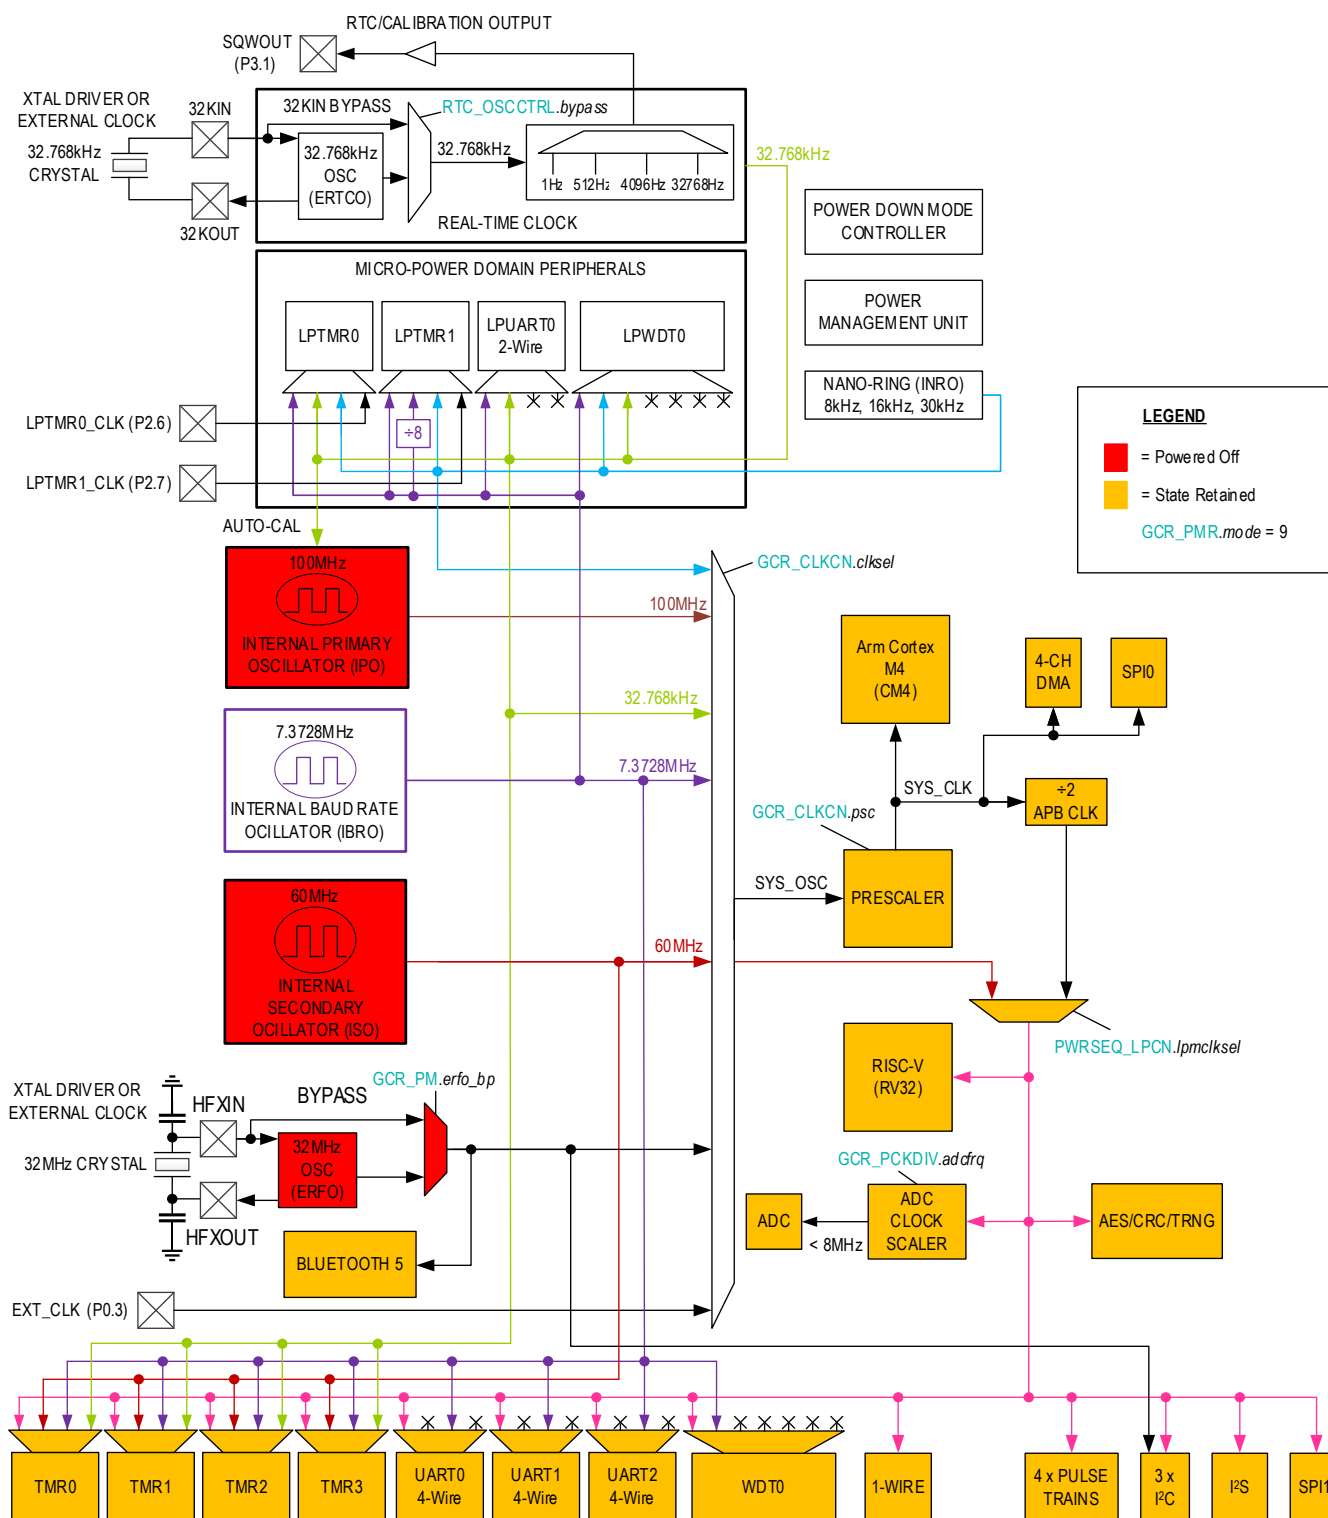 RTC/CALIBRATION OUTPUT
SQWOUT
(P3.1)
XTAL DRIVER OR
EXTERNAL CLOCK
32KIN
32.768kHz
CRYSTAL
32KOUT
32KIN BYPASS
RTC_OSCCTRL.bypass
32.768kHz
OSC
(ERTCO)
32.768kHz
1Hz 512Hz 4096Hz 32768Hz
REAL-TIME CLOCK
32.768kHz
POWER DOWN MODE
CONTROLLER
POWER
MANAGEMENT UNIT
NANO-RING (INRO)
8kHz, 16kHz, 30kHz
MICRO-POWER DOMAIN PERIPHERALS
LPTMR0
LPTMR1
LPUART0
2-Wire
LPWDT0
÷8
LPTMR0_CLK (P2.6)
LPTMR1_CLK (P2.7)
LEGEND
= Powered Off
= State Retained
GCR_PMR.mode = 9
AUTO-CAL
100MHz
INTERNAL PRIMARY
OSCILLATOR (IPO)
GCR_CLKCN.clksel
100MHz
32.768kHz
7.3728MHz
INTERNAL BAUD RATE
OCILLATOR (IBRO)
7.3728MHz
Arm Cortex
M4
(CM4)
4-CH
DMA
SPI0
SYS_CLK
÷2
APB CLK
GCR_CLKCN.psc
SYS_OSC
PRESCALER
60MHz
INTERNAL
SECONDARY
OCILLATOR (ISO)
60MHz
PWRSEQ_LPCN.lpmclksel
RISC-V
(RV32)
XTAL DRIVER OR
EXTERNAL CLOCK
HFXIN
32MHz CRYSTAL
HFXOUT
BYPASS
GCR_PM.erfo_bp
32MHz
OSC
(ERFO)
BLUETOOTH 5
GCR_PCKDIV.adcfrq
ADC
< 8MHz
ADC
CLOCK
SCALER
AES/CRC/TRNG
EXT_CLK (P0.3)
TMR0
TMR1
TMR2
TMR3
UART0
4-Wire
UART1
4-Wire
UART2
4-Wire
WDT0
1-WIRE
4 x PULSE
TRAINS
3 x
I²C
I²S
SPI1